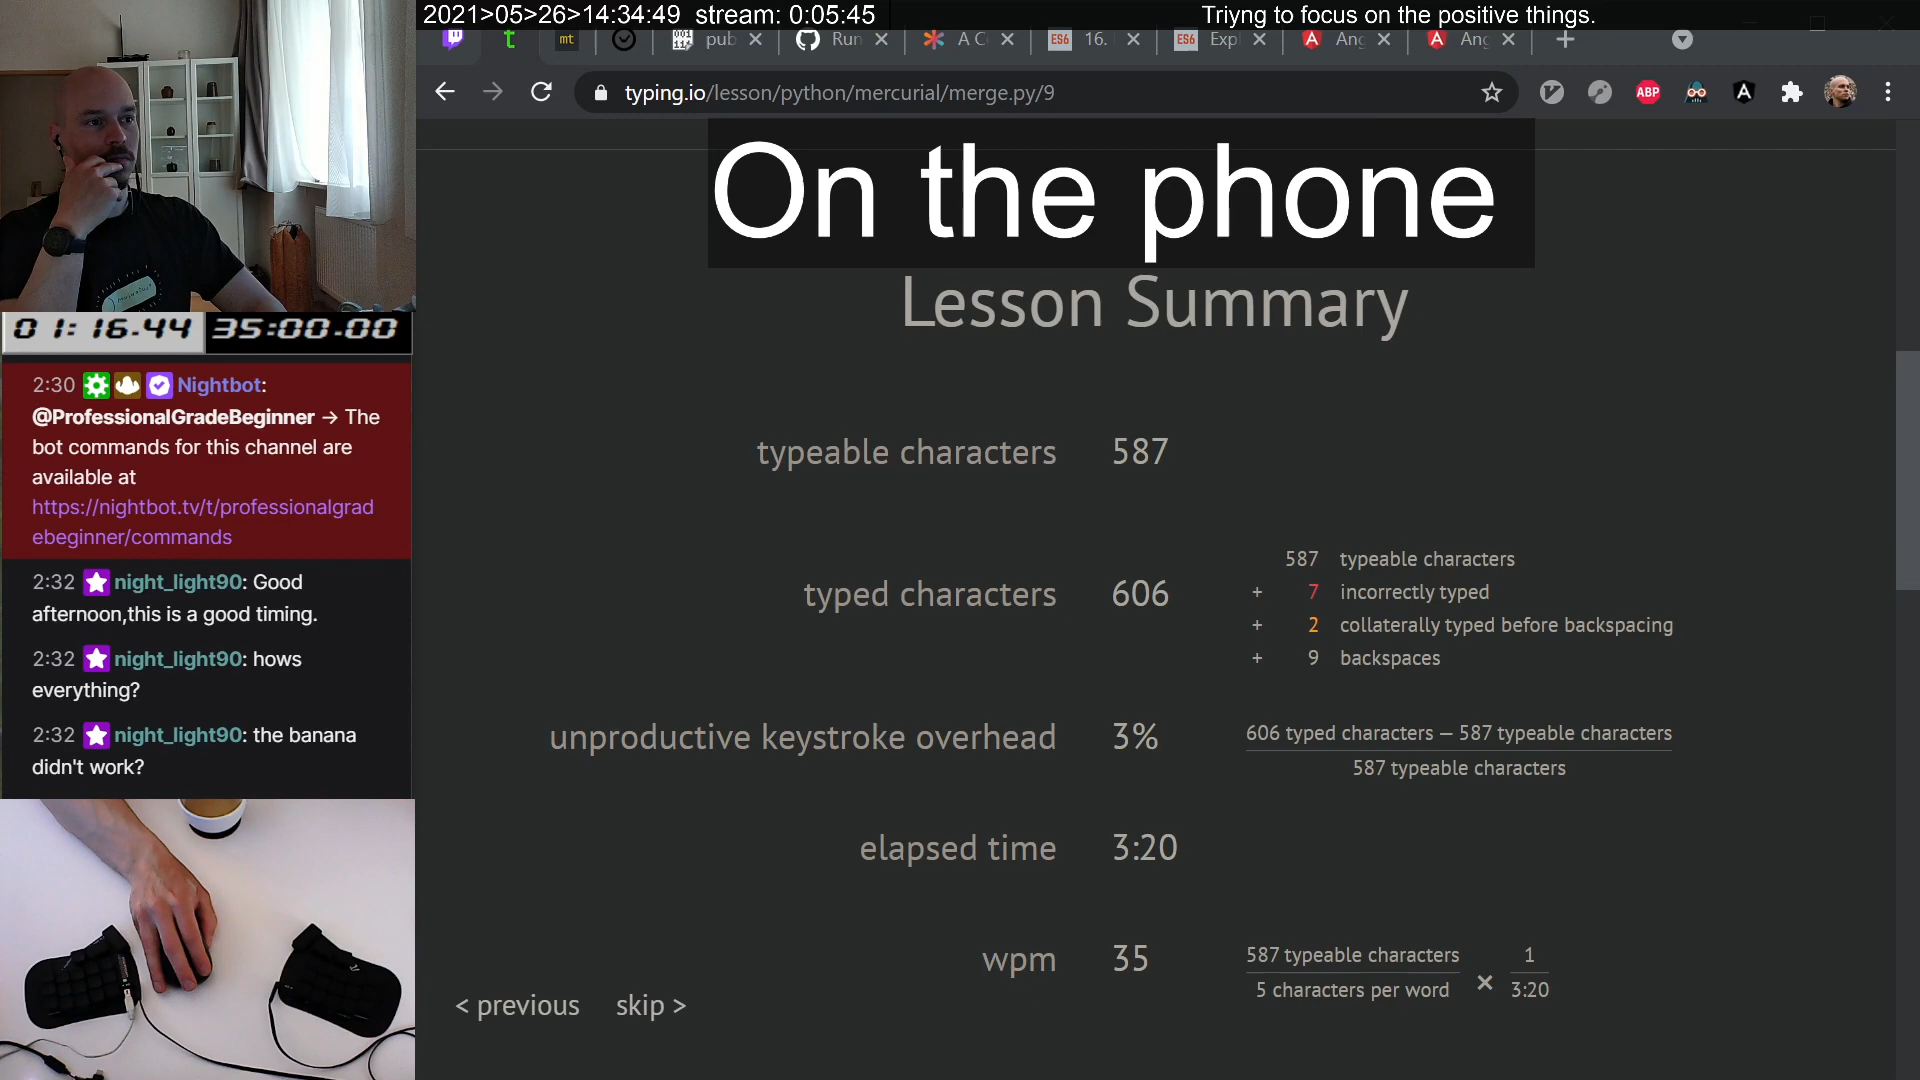 2021>05>26>14:34:49 stream: 0:05:45
Triyng to focus on the positive things.
mt
pub
Run
A C
ES6 16.
ES6 Exp
Ang
Ang
typing.io/lesson/python/mercurial/merge.py/9
ABP
On the phone
Lesson Summary
typeable characters 587
typed characters 606
587 typeable characters
+ 7 incorrectly typed
+ 2 collaterally typed before backspacing
+ 9 backspaces
unproductive keystroke overhead 3%
606 typed characters – 587 typeable characters
587 typeable characters
elapsed time 3:20
wpm 35
587 typeable characters 1
5 characters per word × 3:20
< previous skip >
01:16.44 35:00.00
2:30 Nightbot:
@ProfessionalGradeBeginner → The
bot commands for this channel are
available at
https://nightbot.tv/t/professionalgrad
ebeginner/commands
2:32 night_light90: Good
afternoon,this is a good timing.
2:32 night_light90: hows
everything?
2:32 night_light90: the banana
didn't work?